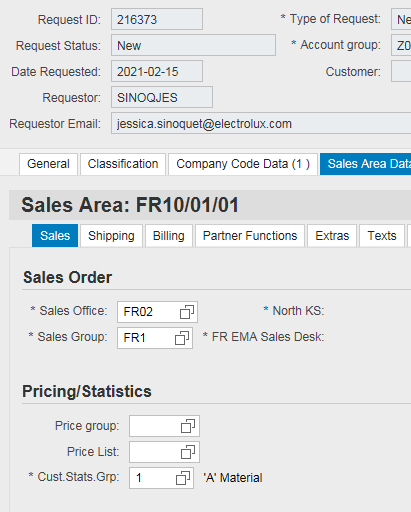 Request ID: 216373 * Type of Request: Ne
Request Status: New * Account group: Z0
Date Requested: 2021-02-15 Customer:
Requestor: SINOQJES
Requestor Email: jessica.sinoquet@electrolux.com
General Classification Company Code Data (1 ) Sales Area Data
Sales Area: FR10/01/01
Sales Shipping Billing Partner Functions Extras Texts
Sales Order
* Sales Office: FR02 * North KS:
* Sales Group: FR1 * FR EMA Sales Desk:
Pricing/Statistics
Price group:
Price List:
* Cust.Stats.Grp: 1 'A' Material